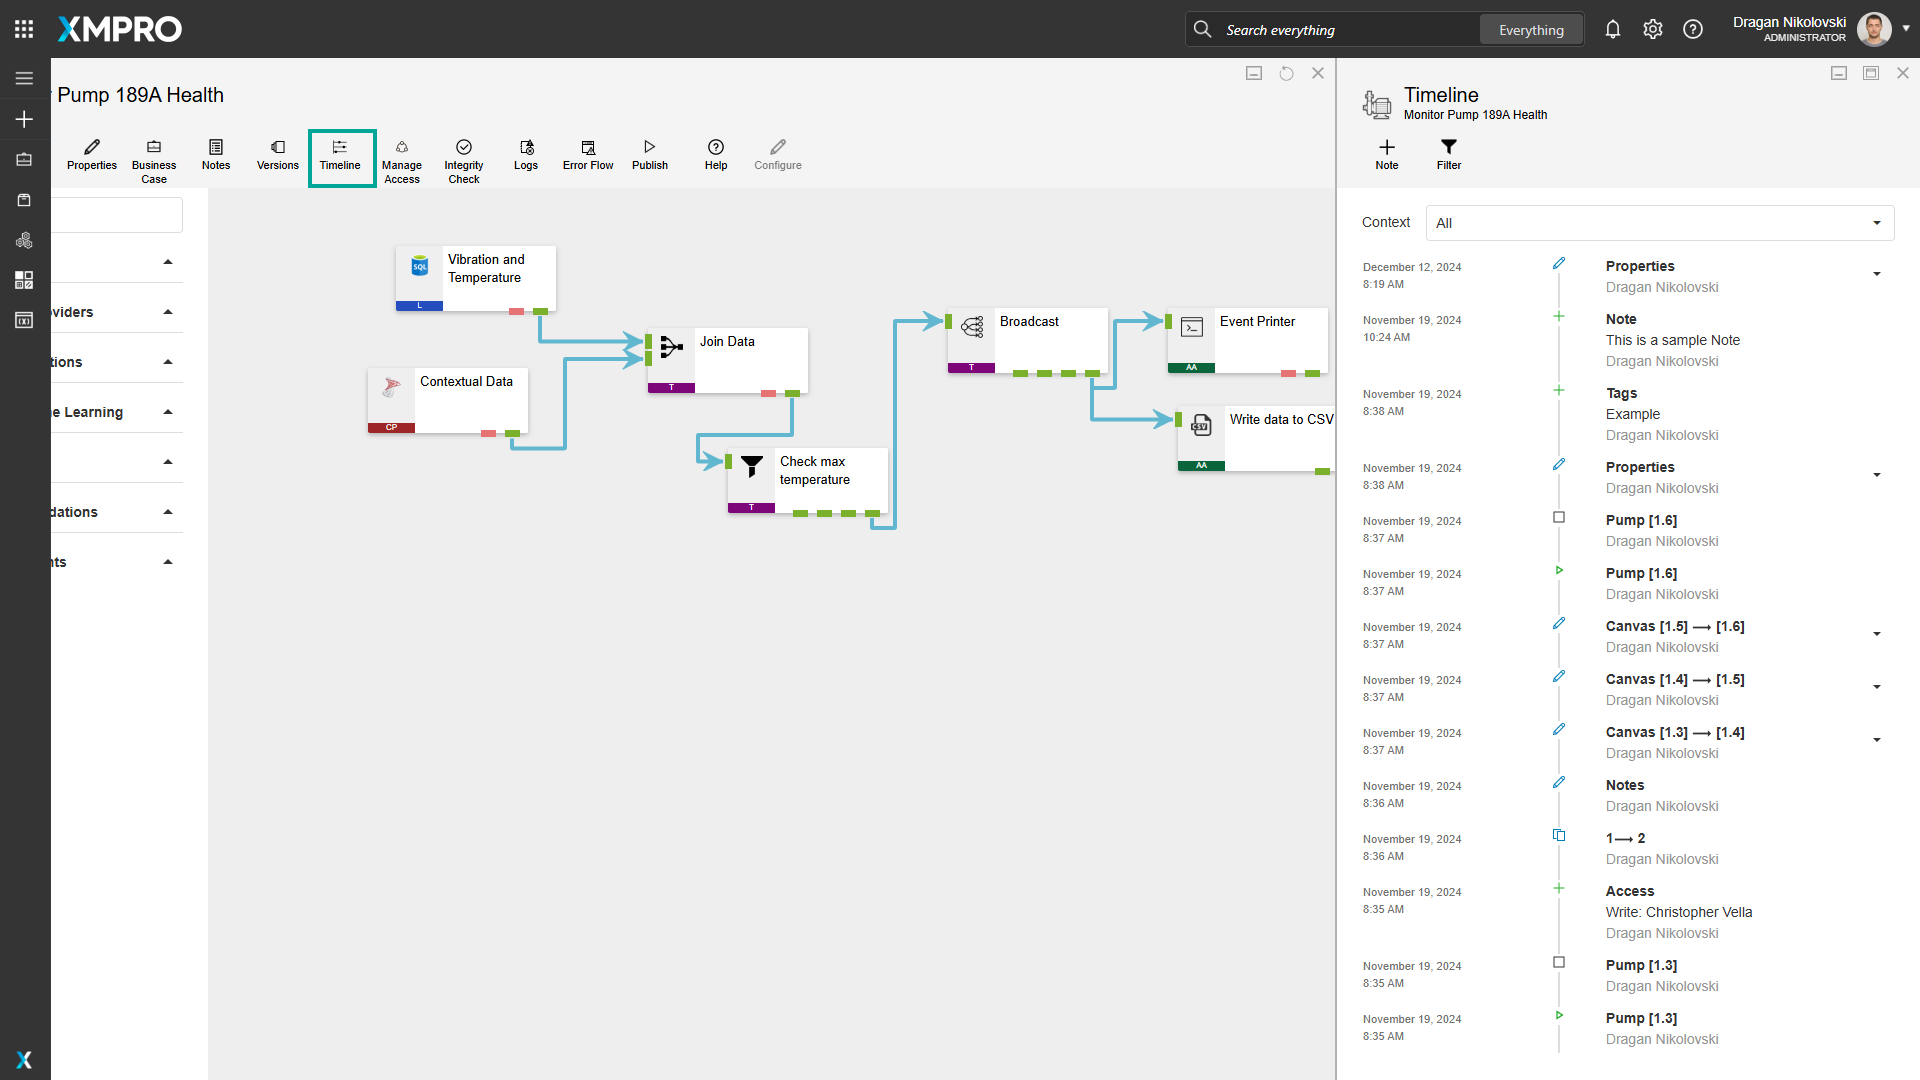 XMPRO
Search everything
Everything
Dragan Nikolovski
ADMINISTRATOR
Pump 189A Health
Properties
Business
Case
Notes
Versions
Timeline
Manage
Access
Integrity
Check
Logs
Error Flow
Publish
Help
Configure
viders
tions
e Learning
dations
nts
Vibration and
Temperature
SQL
L
Contextual Data
CP
Join Data
T
Check max
temperature
T
Broadcast
T
Event Printer
AA
Write data to CSV
CSV
AA
Timeline
Monitor Pump 189A Health
Note
Filter
Context
All
December 12, 2024
8:19 AM
Properties
Dragan Nikolovski
November 19, 2024
10:24 AM
Note
This is a sample Note
Dragan Nikolovski
November 19, 2024
8:38 AM
Tags
Example
Dragan Nikolovski
November 19, 2024
8:38 AM
Properties
Dragan Nikolovski
November 19, 2024
8:37 AM
Pump [1.6]
Dragan Nikolovski
November 19, 2024
8:37 AM
Pump [1.6]
Dragan Nikolovski
November 19, 2024
8:37 AM
Canvas [1.5] ⟶ [1.6]
Dragan Nikolovski
November 19, 2024
8:37 AM
Canvas [1.4] ⟶ [1.5]
Dragan Nikolovski
November 19, 2024
8:37 AM
Canvas [1.3] ⟶ [1.4]
Dragan Nikolovski
November 19, 2024
8:36 AM
Notes
Dragan Nikolovski
November 19, 2024
8:36 AM
1⟶ 2
Dragan Nikolovski
November 19, 2024
8:35 AM
Access
Write: Christopher Vella
Dragan Nikolovski
November 19, 2024
8:35 AM
Pump [1.3]
Dragan Nikolovski
November 19, 2024
8:35 AM
Pump [1.3]
Dragan Nikolovski